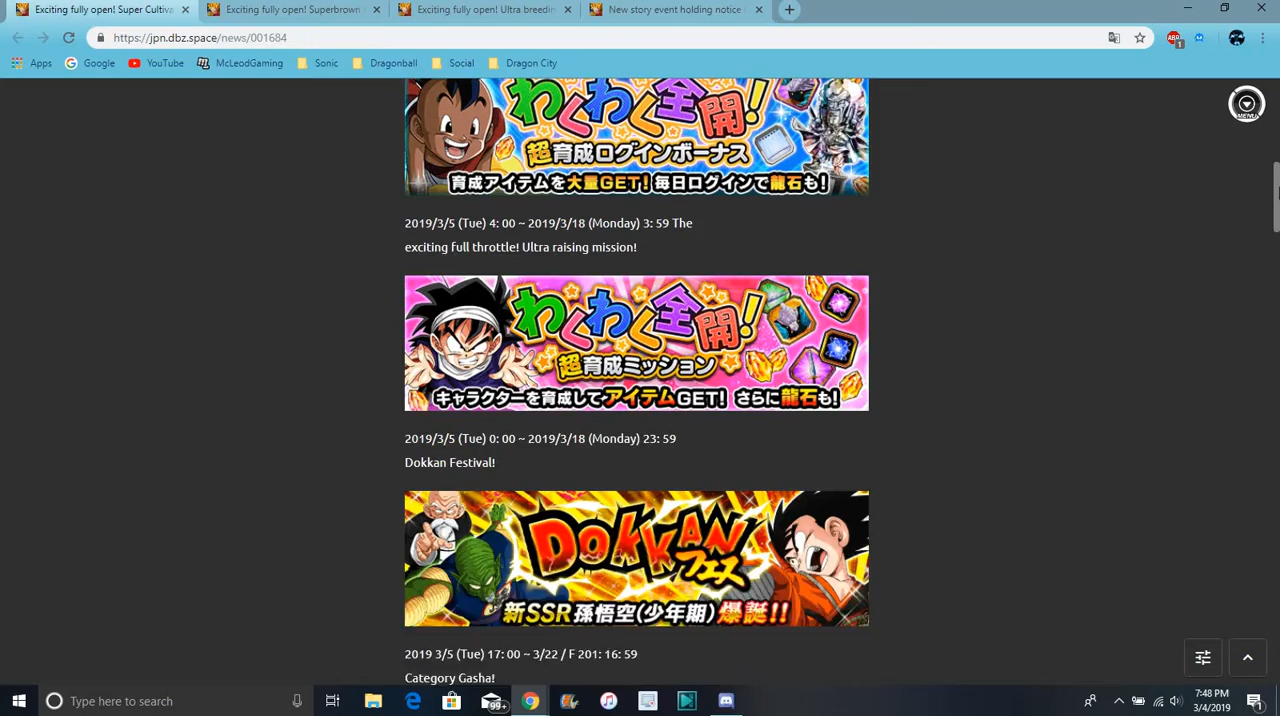 Exciting fully open! Super Cultiva
Exciting fully open! Superbrown
Exciting fully open! Ultra breedin
New story event holding notice
https://jpn.dbz.space/news/001684
ABP
1
Apps
Google
YouTube
McLeodGaming
Sonic
Dragonball
Social
Dragon City
MENU
わくわく全開!
超育成ログインボーナス
育成アイテムを大量GET! 毎日ログインで龍石も!
2019/3/5 (Tue) 4: 00 ~ 2019/3/18 (Monday) 3: 59 The
exciting full throttle! Ultra raising mission!
わくわく全開!
超育成ミッション
キャラクターを育成してアイテムGET! さらに龍石も!
2019/3/5 (Tue) 0: 00 ~ 2019/3/18 (Monday) 23: 59
Dokkan Festival!
DOKKAN
フェス
新SSR孫悟空(少年期)爆誕!!
2019 3/5 (Tue) 17: 00 ~ 3/22 / F 201: 16: 59
Category Gasha!
Type here to search
99+
7:48 PM
3/4/2019
1